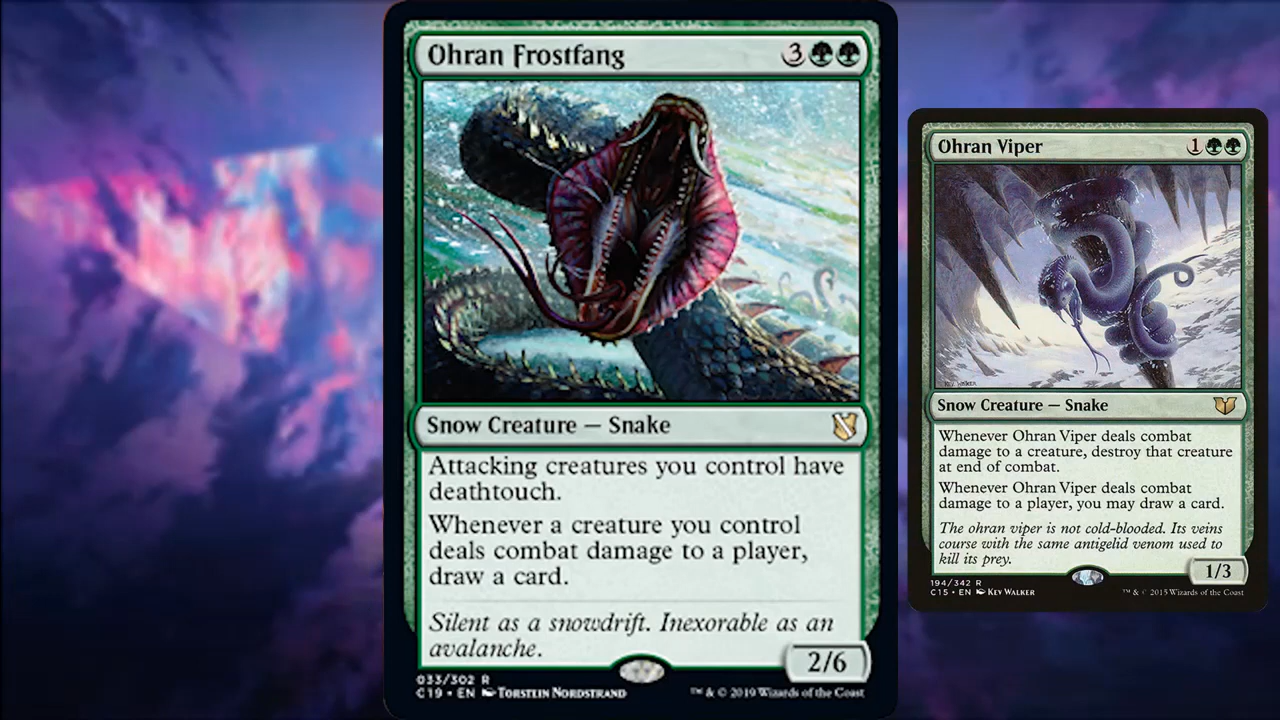 Ohran Frostfang
3
Snow Creature — Snake
Attacking creatures you control have
deathtouch.
Whenever a creature you control
deals combat damage to a player,
draw a card.
Silent as a snowdrift. Inexorable as an
avalanche.
2/6
033/302 R
C19 • EN Torstein Nordstrand
™ & © 2019 Wizards of the Coast
Ohran Viper
1
Key Walker
Snow Creature — Snake
Whenever Ohran Viper deals combat
damage to a creature, destroy that creature
at end of combat.
Whenever Ohran Viper deals combat
damage to a player, you may draw a card.
The ohran viper is not cold-blooded. Its veins
course with the same antigelid venom used to
kill its prey.
1/3
194/342 R
C15 • EN Kev Walker
™ & © 2015 Wizards of the Coast